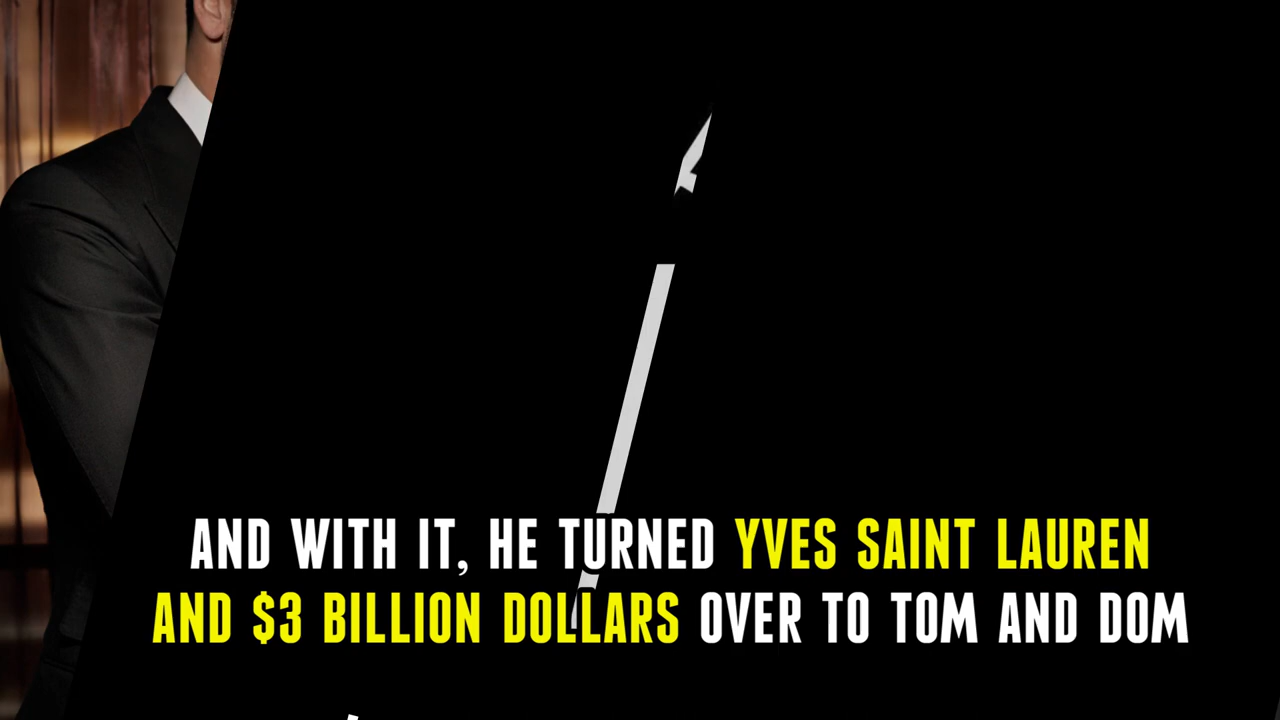 AND WITH IT, HE TURNED YVES SAINT LAUREN
AND $3 BILLION DOLLARS OVER TO TOM AND DOM